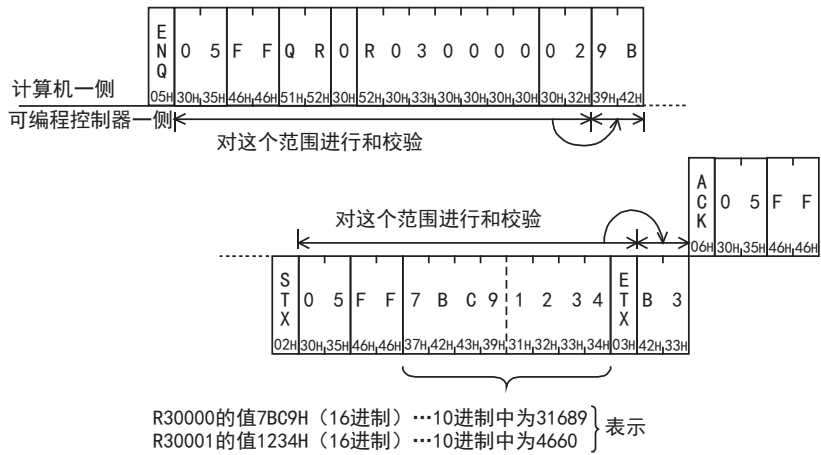 ENQ 0 5 F F Q R 0 R 0 3 0 0 0 0 0 2 9 B
05H 30H 35H 46H 46H 51H 52H 30H 52H 30H 33H 30H 30H 30H 30H 30H 32H 39H 42H
计算机一侧
可编程控制器一侧
对这个范围进行和校验
ACK 0 5 F F
06H 30H 35H 46H 46H
对这个范围进行和校验
STX 0 5 F F 7 B C 9 1 2 3 4 ETX B 3
02H 30H 35H 46H 46H 37H 42H 43H 39H 31H 32H 33H 34H 03H 42H 33H
R30000的值7BC9H（16进制）…10进制中为31689
R30001的值1234H（16进制）…10进制中为4660
表示